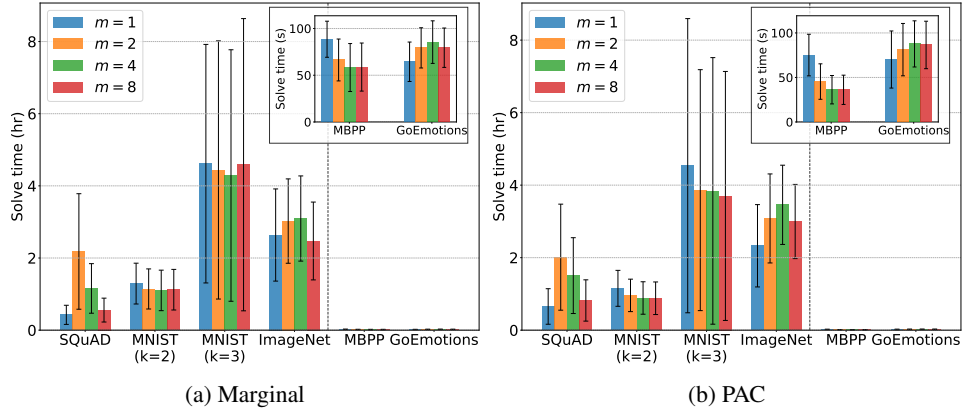 m = 1
m = 2
m = 4
m = 8
Solve time (hr)
8
6
4
2
0
SQuAD
MNIST
(k=2)
MNIST
(k=3)
ImageNet
MBPP
GoEmotions
Solve time (s)
100
50
0
MBPP
GoEmotions
(a) Marginal
m = 1
m = 2
m = 4
m = 8
Solve time (hr)
8
6
4
2
0
SQuAD
MNIST
(k=2)
MNIST
(k=3)
ImageNet
MBPP
GoEmotions
Solve time (s)
100
50
0
MBPP
GoEmotions
(b) PAC